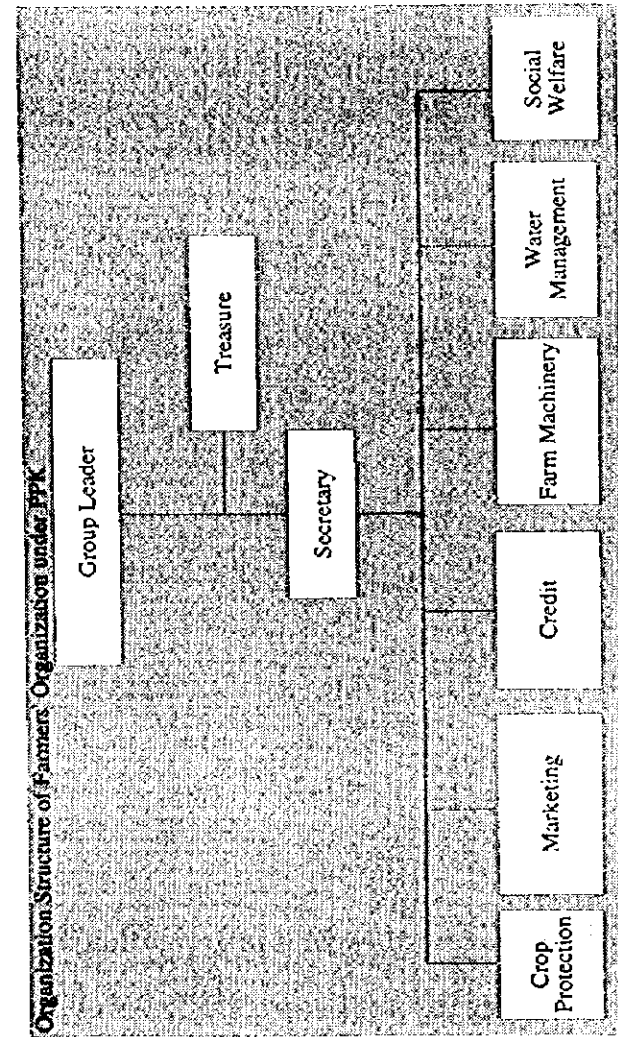 Organization Structure of Farmers' Organization under PPK
Group Leader
Treasure
Secretary
Crop
Protection
Marketing
Credit
Farm Machinery
Water
Management
Social
Welfare